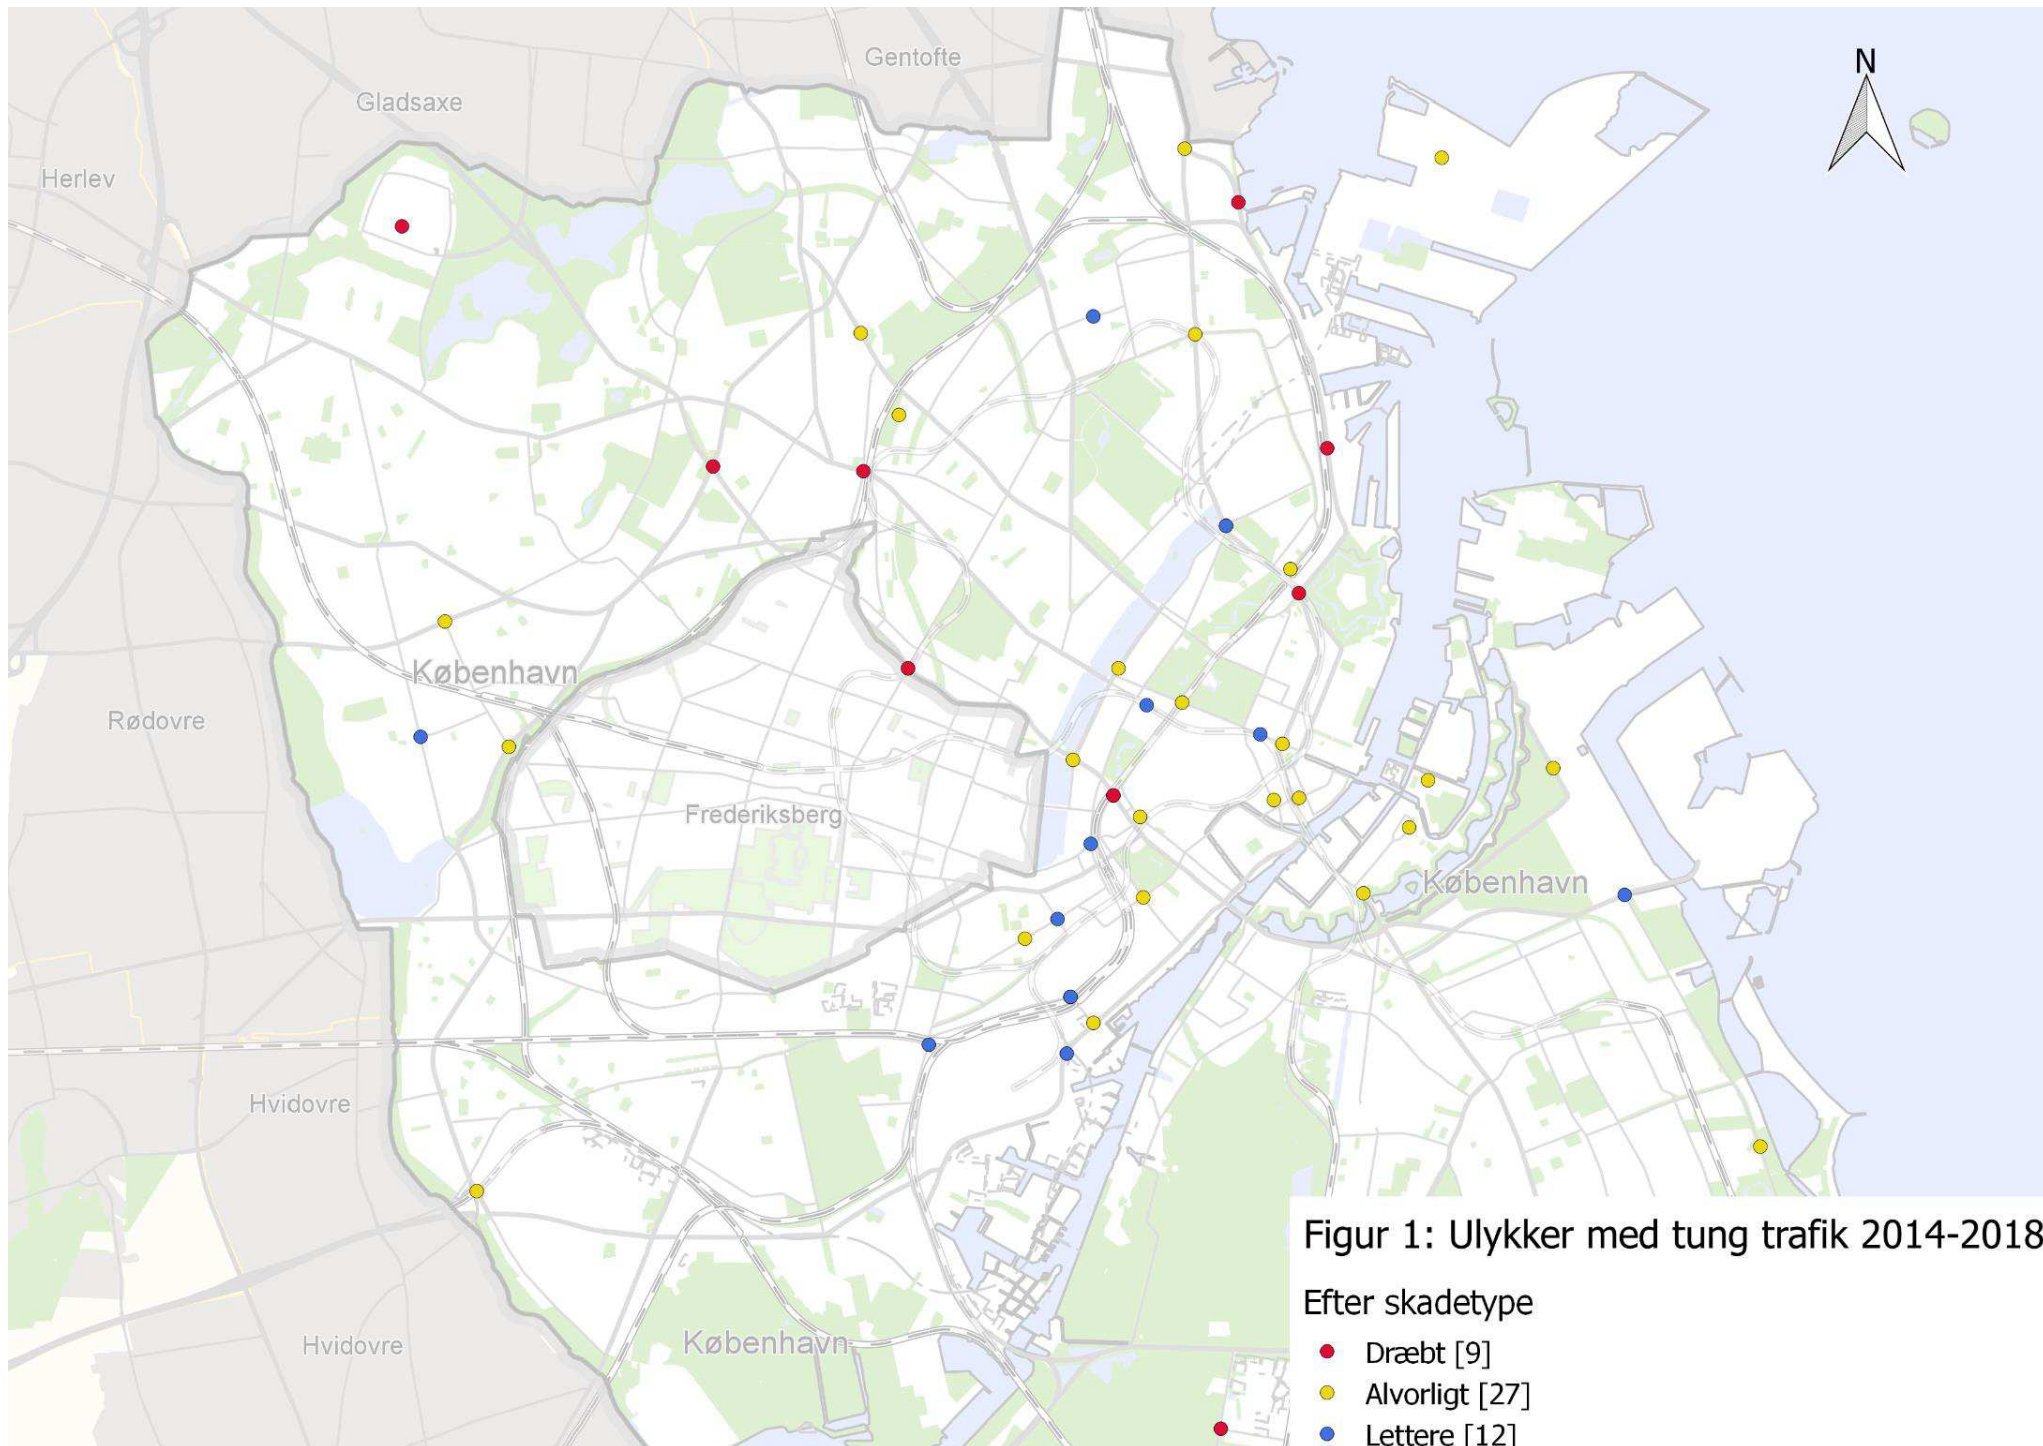 Gentofte
N
Gladsaxe
Herlev
København
Rødovre
Frederiksberg
København
Hvidovre
Hvidovre
København
Figur 1: Ulykker med tung trafik 2014-2018
Efter skadetype
Dræbt [9]
Alvorligt [27]
Lettere [12]